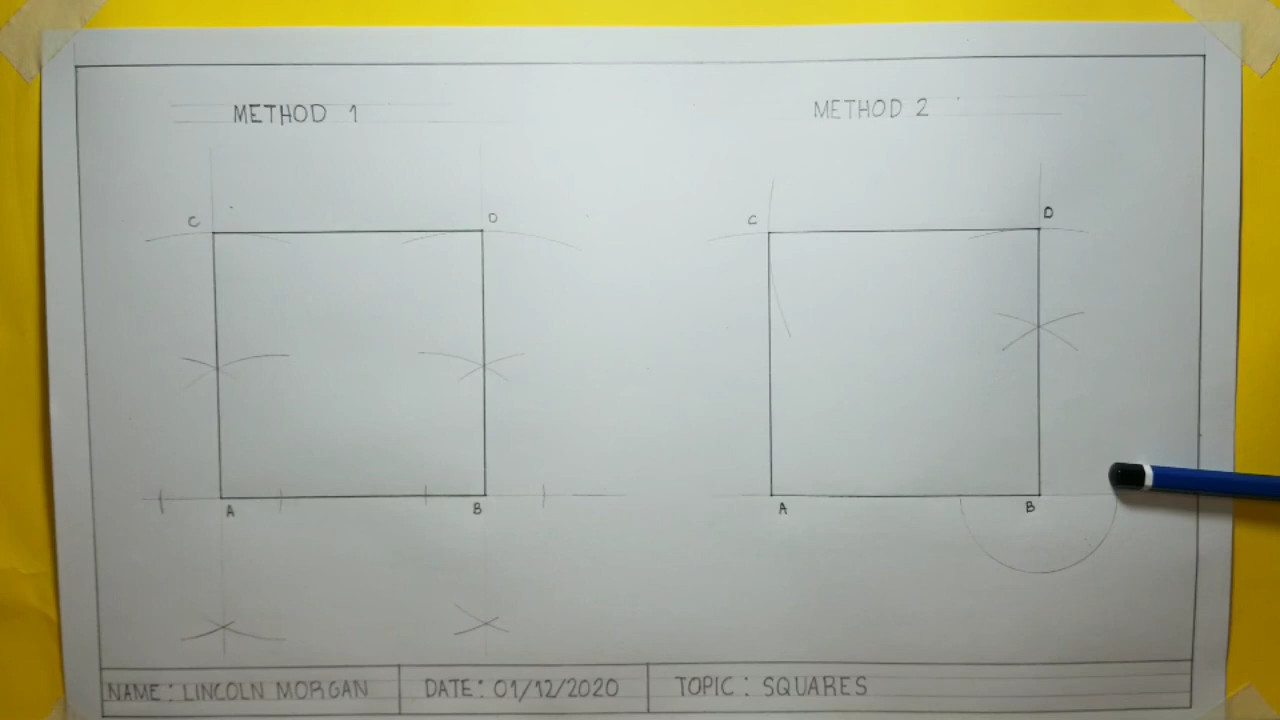 METHOD 1
METHOD 2
C
D
C
D
A
B
A
B
NAME: LINCOLN MORGAN
DATE: 01/12/2020
TOPIC: SQUARES